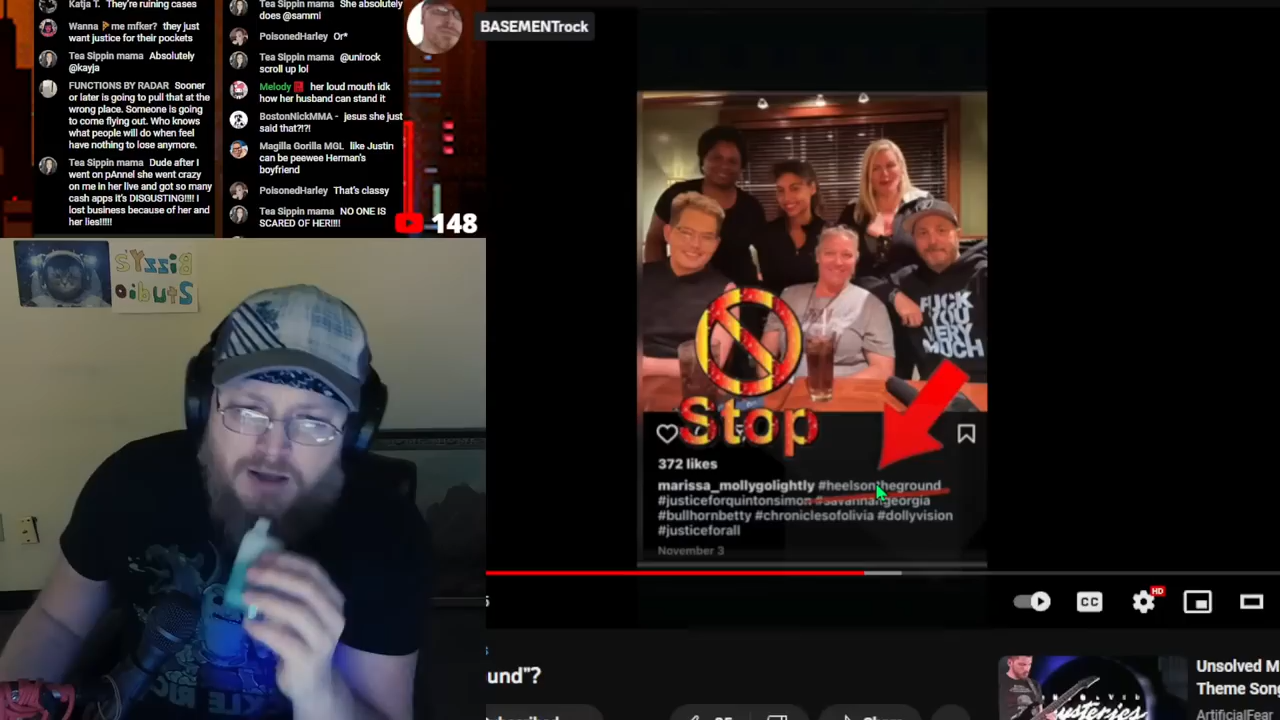 Katja T. They're ruining cases
Wanna me mfker? they just
want justice for their pockets
Tea Sippin mama Absolutely
@kayja
FUNCTIONS BY RADAR Sooner
or later is going to pull that at the
wrong place. Someone is going
to come flying out. Who knows
what people will do when feel
have nothing to lose anymore.
Tea Sippin mama Dude after I
went on pAnnel she went crazy
on me in her live and got so many
cash apps it's DISGUSTING!!!! I
lost business because of her and
her lies!!!!!
Tea Sippin mama She absolutely
does @sammi
PoisonedHarley Or*
Tea Sippin mama @unirock
scroll up lol
Melody her loud mouth idk
how her husband can stand it
BostonNickMMA - jesus she just
said that?!?!
Magilla Gorilla MGL like Justin
can be peewee Herman's
boyfriend
PoisonedHarley That's classy
Tea Sippin mama NO ONE IS
SCARED OF HER!!!!
148
BASEMENTrock
FUCK
YOU
VERY
MUCH
Stop
372 likes
marissa_mollygolightly #heelsontheground
#justiceforquintonsimon #savannahgeorgia
#bullhornbetty #chroniclesofolivia #dollyvision
#justiceforall
November 3
CC
HD
und"?
Unsolved M
Theme Song
ArtificialFear
Bizzys
Studio